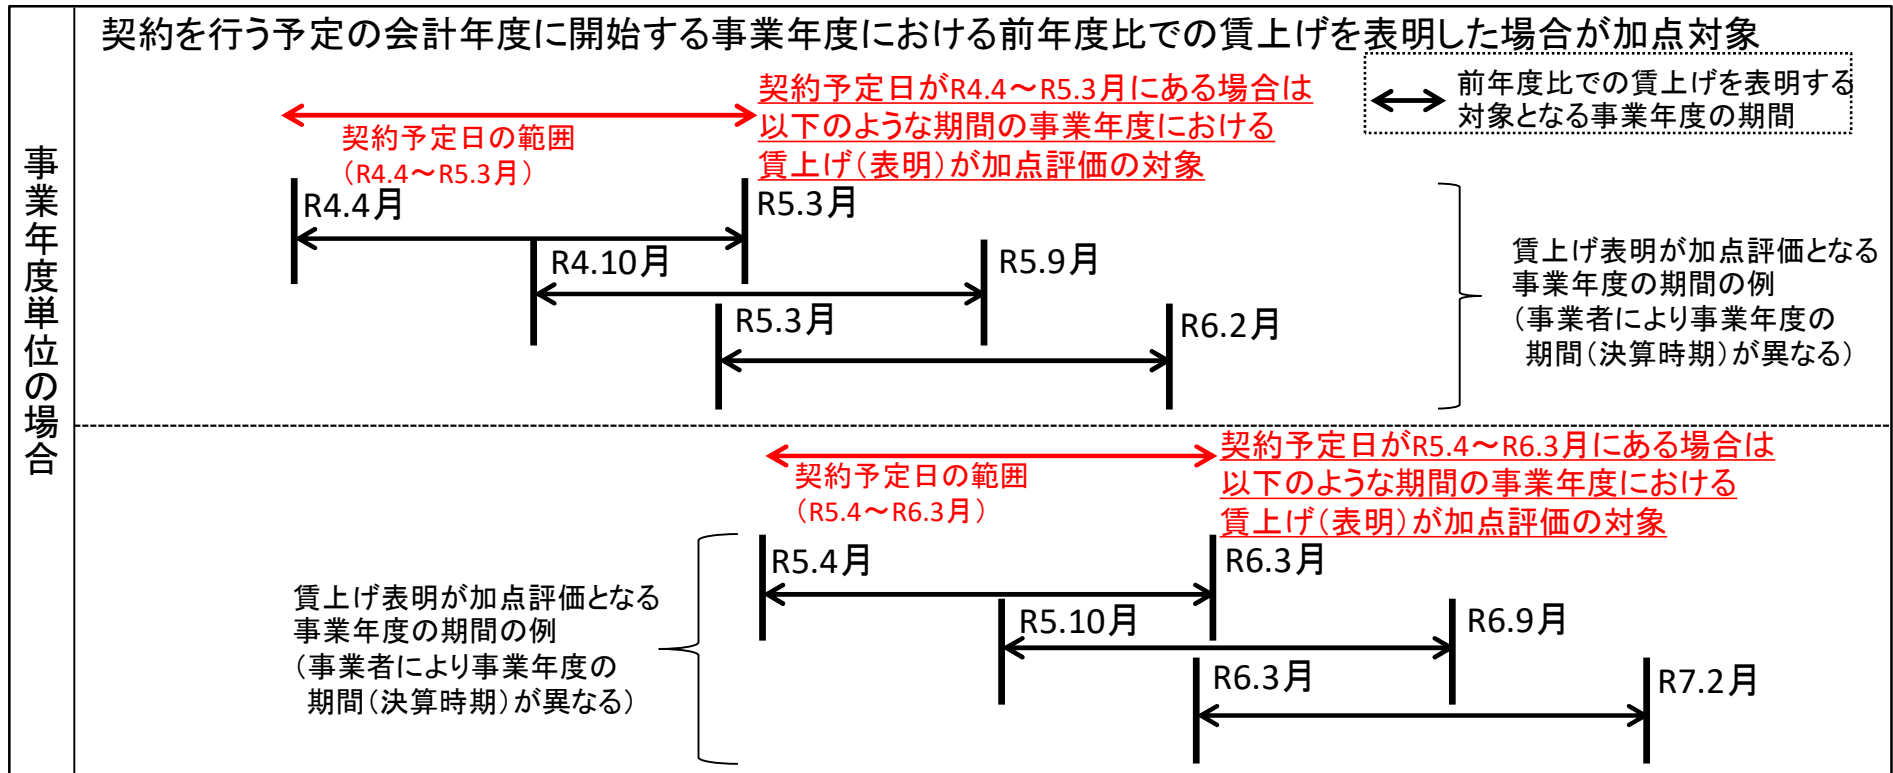 事業年度単位の場合
契約を行う予定の会計年度に開始する事業年度における前年度比での賃上げを表明した場合が加点対象
前年度比での賃上げを表明する
対象となる事業年度の期間
契約予定日がR4.4～R5.3月にある場合は
以下のような期間の事業年度における
賃上げ（表明）が加点評価の対象
契約予定日の範囲
（R4.4～R5.3月）
R4.4月
R5.3月
R4.10月
R5.9月
R5.3月
R6.2月
賃上げ表明が加点評価となる
事業年度の期間の例
（事業者により事業年度の
期間（決算時期）が異なる）
契約予定日がR5.4～R6.3月にある場合は
以下のような期間の事業年度における
賃上げ（表明）が加点評価の対象
契約予定日の範囲
（R5.4～R6.3月）
R5.4月
R6.3月
R5.10月
R6.9月
R6.3月
R7.2月
賃上げ表明が加点評価となる
事業年度の期間の例
（事業者により事業年度の
期間（決算時期）が異なる）